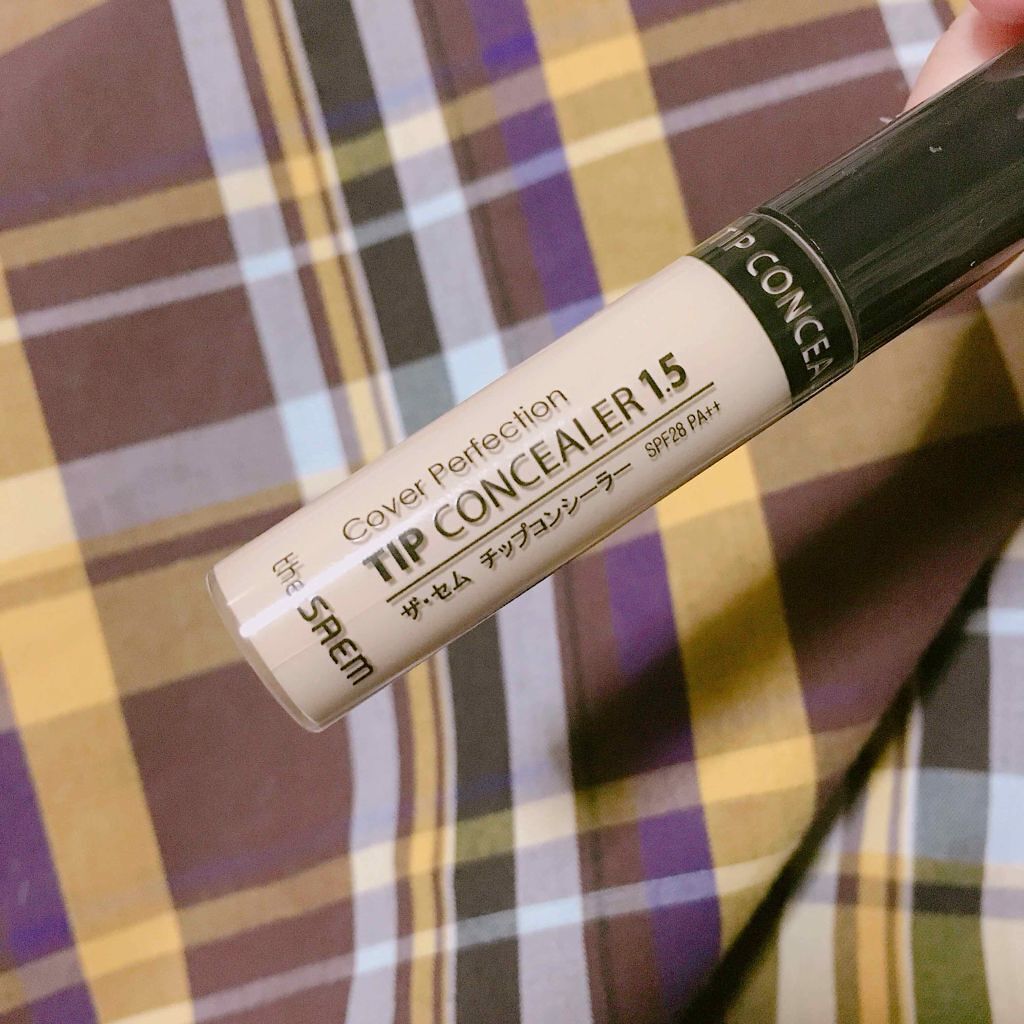 TIP CONCEA
Cover Perfection
TIP CONCEALER 1.5
ザ・セム チップコンシーラー SPF28 PA++
the SAEM